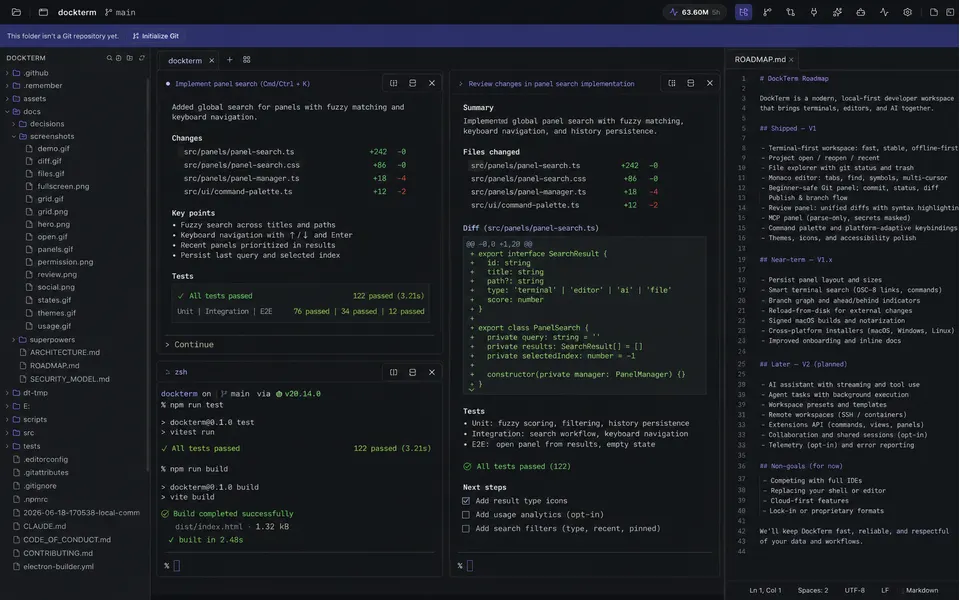 dockterm
main
63.60M 5h
This folder isn't a Git repository yet.
Initialize Git
DOCKTERM
.github
.remember
assets
docs
decisions
screenshots
demo.gif
diff.gif
files.gif
fullscreen.png
grid.gif
grid.png
hero.png
open.gif
panels.gif
permission.png
review.png
social.png
states.gif
themes.gif
usage.gif
superpowers
ARCHITECTURE.md
ROADMAP.md
SECURITY_MODEL.md
dt-tmp
E:
scripts
src
tests
.editorconfig
.gitattributes
.gitignore
.npmrc
2026-06-18-170538-local-comm
CLAUDE.md
CODE_OF_CONDUCT.md
CONTRIBUTING.md
electron-builder.yml
dockterm × +
Implement panel search (Cmd/Ctrl + K)
Added global search for panels with fuzzy matching and
keyboard navigation.
Changes
src/panels/panel-search.ts +242 -0
src/panels/panel-search.css +86 -0
src/panels/panel-manager.ts +18 -4
src/ui/command-palette.ts +12 -2
Key points
• Fuzzy search across titles and paths
• Keyboard navigation with ↑/↓ and Enter
• Recent panels prioritized in results
• Persist last query and selected index
Tests
✓ All tests passed 122 passed (3.21s)
Unit | Integration | E2E 76 passed | 34 passed | 12 passed
> Continue
zsh
dockterm on main via v20.14.0
% npm run test
> dockterm@0.1.0 test
> vitest run
✓ All tests passed 122 passed (3.21s)
% npm run build
> dockterm@0.1.0 build
> vite build
Build completed successfully
dist/index.html · 1.32 kB
✓ built in 2.48s
%
> Review changes in panel search implementation
Summary
Implemented global search for panels with fuzzy matching,
keyboard navigation, and history persistence.
Files changed
src/panels/panel-search.ts +242 -0
src/panels/panel-search.css +86 -0
src/panels/panel-manager.ts +18 -4
src/ui/command-palette.ts +12 -2
Diff (src/panels/panel-search.ts)
@@ -0,0 +1,20 @@
+ export interface SearchResult {
+ id: string
+ title: string
+ path?: string
+ type: 'terminal' | 'editor' | 'ai' | 'file'
+ score: number
+ }
+
+ export class PanelSearch {
+ private query: string = ''
+ private results: SearchResult[] = []
+ private selectedIndex: number = -1
+ constructor(private manager: PanelManager) {}
+ }
Tests
• Unit: fuzzy scoring, filtering, history persistence
• Integration: search workflow, keyboard navigation
• E2E: open panel from results, empty state
All tests passed (122)
Next steps
Add result type icons
Add usage analytics (opt-in)
Add search filters (type, recent, pinned)
%
ROADMAP.md ×
# DockTerm Roadmap
DockTerm is a modern, local-first developer workspace
that brings terminals, editors, and AI together.
## Shipped — V1
- Terminal-first workspace: fast, stable, offline-first
- Project open / reopen / recent
- File explorer with git status and trash
- Monaco editor: tabs, find, symbols, multi-cursor
- Beginner-safe Git panel: commit, status, diff
Publish & branch flow
- Review panel: unified diffs with syntax highlightin
- MCP panel (parse-only, secrets masked)
- Command palette and platform-adaptive keybindings
- Themes, icons, and accessibility polish
## Near-term — V1.x
- Persist panel layout and sizes
- Smart terminal search (OSC-8 links, commands)
- Branch graph and ahead/behind indicators
- Reload-from-disk for external changes
- Signed macOS builds and notarization
- Cross-platform installers (macOS, Windows, Linux)
- Improved onboarding and inline docs
## Later — V2 (planned)
- AI assistant with streaming and tool use
- Agent tasks with background execution
- Workspace presets and templates
- Remote workspaces (SSH / containers)
- Extensions API (commands, views, panels)
- Collaboration and shared sessions (opt-in)
- Telemetry (opt-in) and error reporting
## Non-goals (for now)
- Competing with full IDEs
- Replacing your shell or editor
- Cloud-first features
- Lock-in or proprietary formats
We'll keep DockTerm fast, reliable, and respectful
of your data and workflows.
Ln 1, Col 1 Spaces: 2 UTF-8 LF Markdown